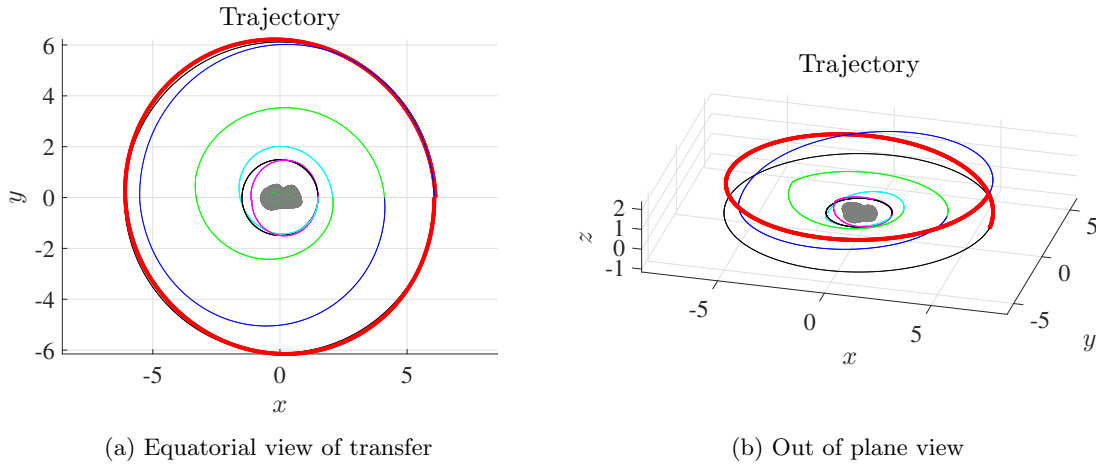 Trajectory
6
4
2
0
-2
-4
-6
y
-5 0 5
x
(a) Equatorial view of transfer
Trajectory
2
1
0
-1
z
-5 0 5
x
5
0
-5
y
(b) Out of plane view